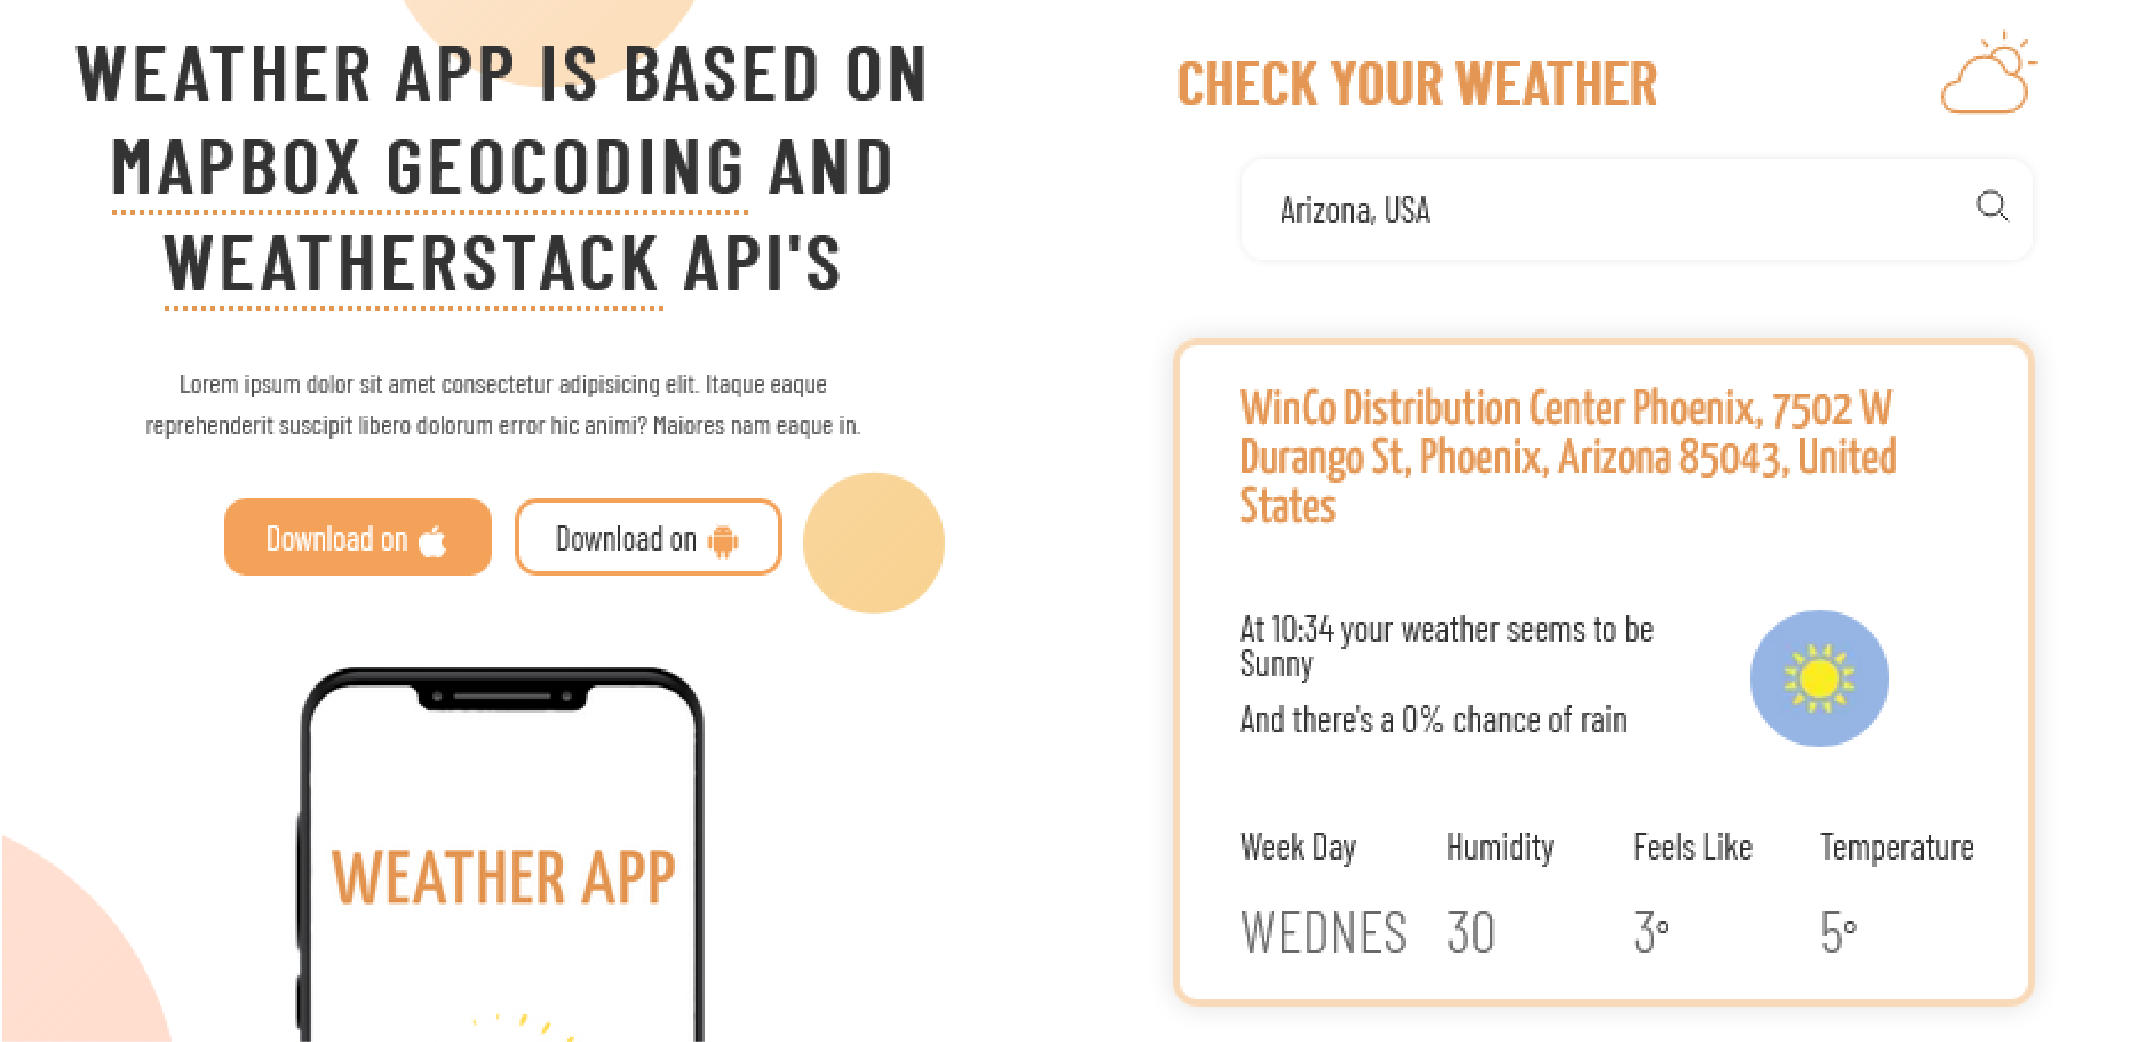 WEATHER APP IS BASED ON
MAPBOX GEOCODING AND
WEATHERSTACK API'S
Lorem ipsum dolor sit amet consectetur adipisicing elit. Itaque eaque
reprehenderit suscipit libero dolorum error hic animi? Maiores nam eaque in.
Download on
Download on
WEATHER APP
CHECK YOUR WEATHER
Arizona, USA
WinCo Distribution Center Phoenix, 7502 W
Durango St, Phoenix, Arizona 85043, United
States
At 10:34 your weather seems to be
Sunny
And there's a 0% chance of rain
Week Day Humidity Feels Like Temperature
WEDNES 30 3° 5°